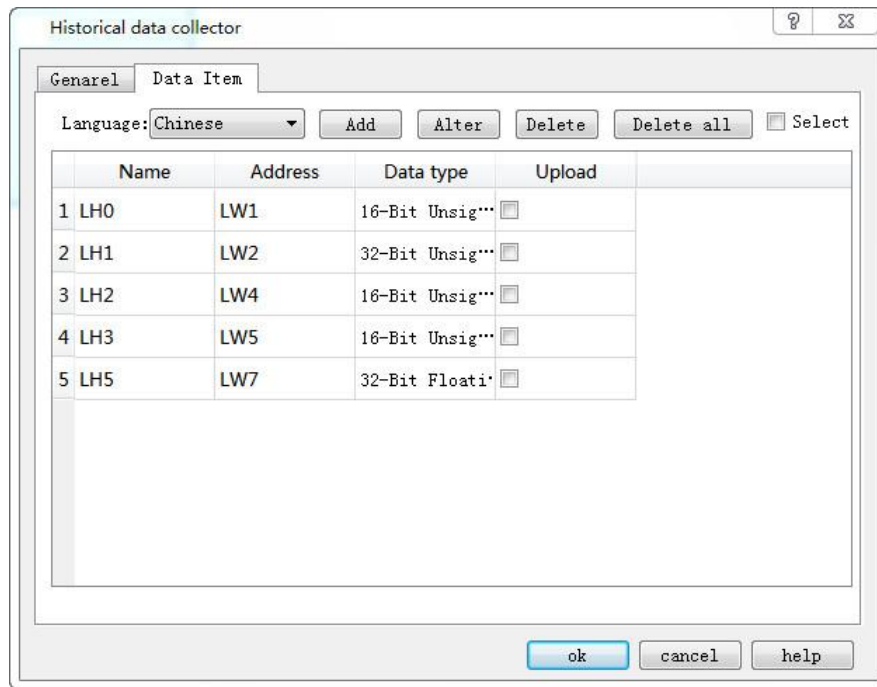 Historical data collector
Genarel Data Item
Language: Chinese Add Alter Delete Delete all Select
Name Address Data type Upload
1 LH0 LW1 16-Bit Unsig…
2 LH1 LW2 32-Bit Unsig…
3 LH2 LW4 16-Bit Unsig…
4 LH3 LW5 16-Bit Unsig…
5 LH5 LW7 32-Bit Floati·
ok cancel help